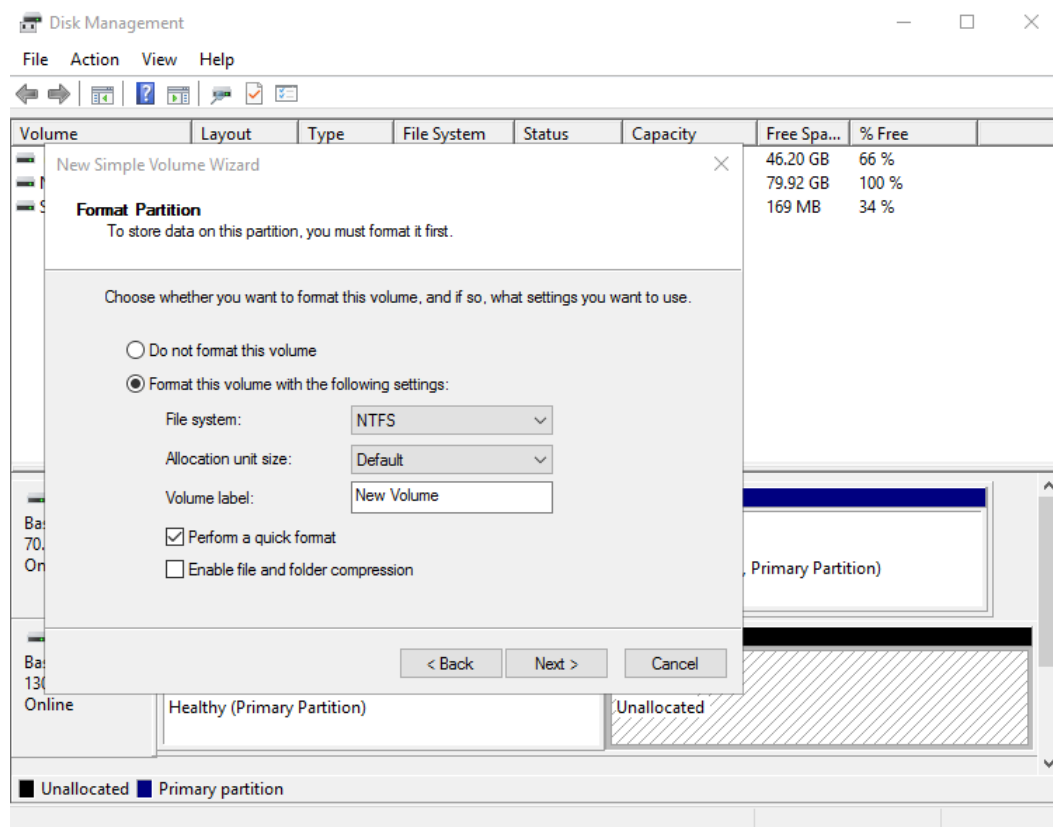 Disk Management
File Action View Help
Volume Layout Type File System Status Capacity Free Spa... % Free
46.20 GB 66 %
79.92 GB 100 %
169 MB 34 %
New Simple Volume Wizard
Format Partition
To store data on this partition, you must format it first.
Choose whether you want to format this volume, and if so, what settings you want to use.
Do not format this volume
Format this volume with the following settings:
File system: NTFS
Allocation unit size: Default
Volume label: New Volume
Perform a quick format
Enable file and folder compression
< Back Next > Cancel
, Primary Partition)
Online
Healthy (Primary Partition) Unallocated
Unallocated Primary partition